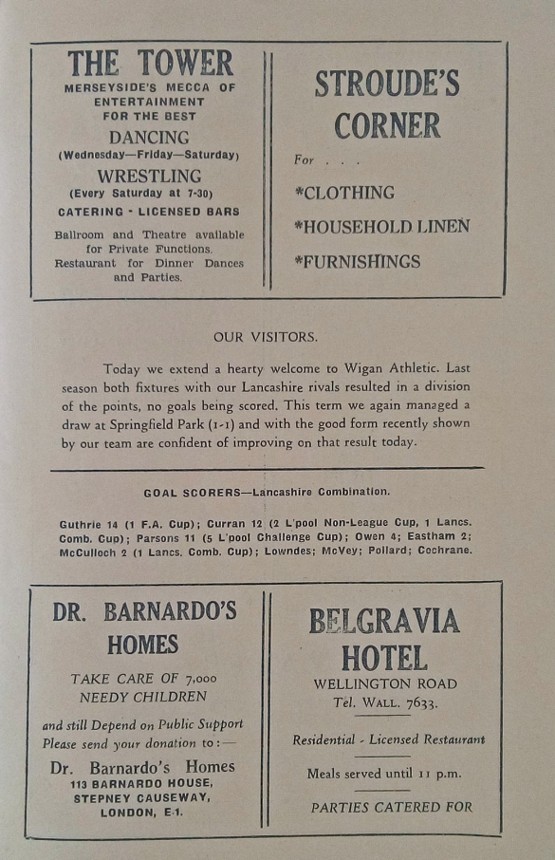 THE TOWER
MERSEYSIDE'S MECCA OF
ENTERTAINMENT
FOR THE BEST
DANCING
(Wednesday—Friday—Saturday)
WRESTLING
(Every Saturday at 7-30)
CATERING - LICENSED BARS
Ballroom and Theatre available
for Private Functions.
Restaurant for Dinner Dances
and Parties.
STROUDE'S
CORNER
For . . .
*CLOTHING
*HOUSEHOLD LINEN
*FURNISHINGS
OUR VISITORS.
Today we extend a hearty welcome to Wigan Athletic. Last
season both fixtures with our Lancashire rivals resulted in a division
of the points, no goals being scored. This term we again managed a
draw at Springfield Park (1-1) and with the good form recently shown
by our team are confident of improving on that result today.
GOAL SCORERS—Lancashire Combination.
Guthrie 14 (1 F.A. Cup); Curran 12 (2 L'pool Non-League Cup, 1 Lancs.
Comb. Cup); Parsons 11 (5 L'pool Challenge Cup); Owen 4; Eastham 2;
McCulloch 2 (1 Lancs. Comb. Cup); Lowndes; McVey; Pollard; Cochrane.
DR. BARNARDO'S
HOMES
TAKE CARE OF 7,000
NEEDY CHILDREN
and still Depend on Public Support
Please send your donation to :—
Dr. Barnardo's Homes
113 BARNARDO HOUSE,
STEPNEY CAUSEWAY,
LONDON, E.1.
BELGRAVIA
HOTEL
WELLINGTON ROAD
Tel. WALL. 7633.
Residential - Licensed Restaurant
Meals served until 11 p.m.
PARTIES CATERED FOR